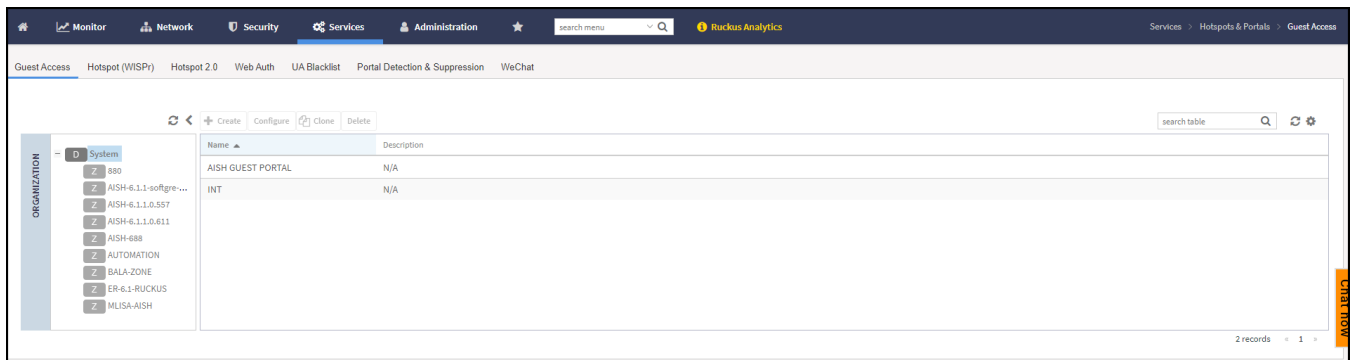 Monitor Network Security Services Administration search menu Ruckus Analytics Services > Hotspots & Portals > Guest Access
Guest Access Hotspot (WISPr) Hotspot 2.0 Web Auth UA Blacklist Portal Detection & Suppression WeChat
+ Create Configure Clone Delete search table
ORGANIZATION
− D System
Z 880
Z AISH-6.1.1-softgre-...
Z AISH-6.1.1.0.557
Z AISH-6.1.1.0.611
Z AISH-688
Z AUTOMATION
Z BALA-ZONE
Z ER-6.1-RUCKUS
Z MLISA-AISH
Name ▲ Description
AISH GUEST PORTAL N/A
INT N/A
Chat now
2 records « 1 »